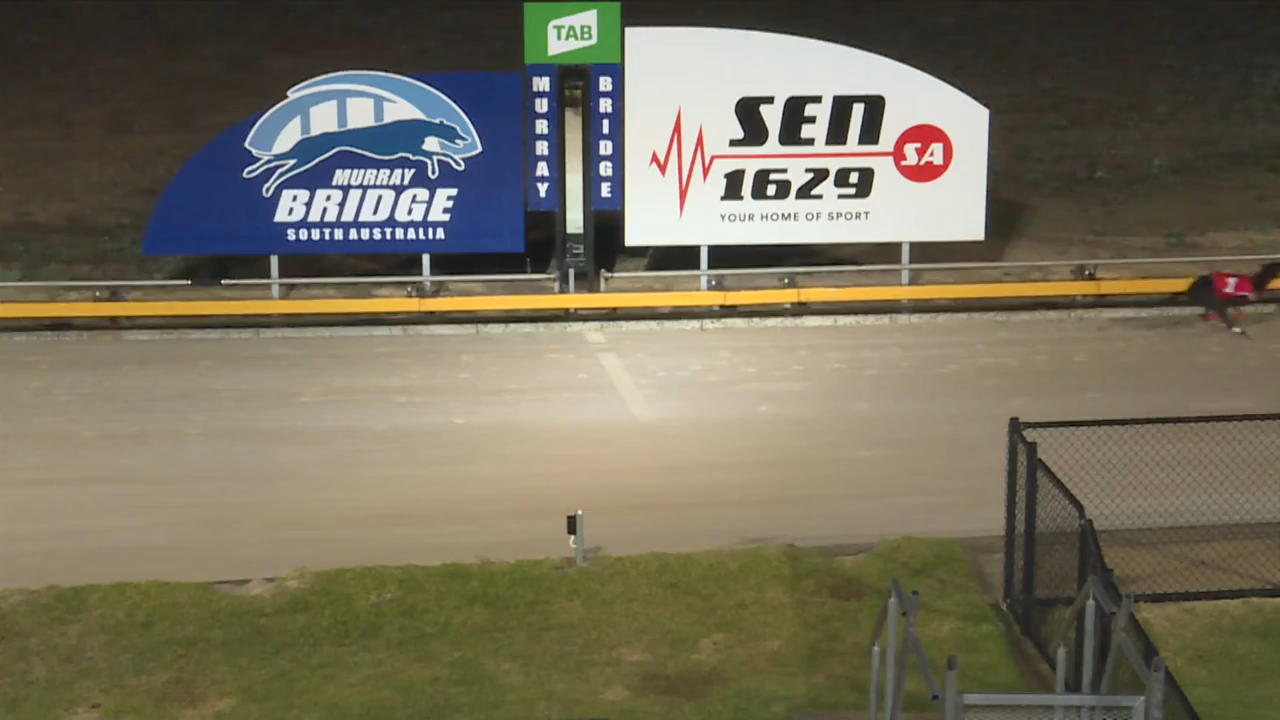 TAB
MURRAY
BRIDGE
MURRAY
BRIDGE
SOUTH AUSTRALIA
SEN
SA
1629
YOUR HOME OF SPORT
1